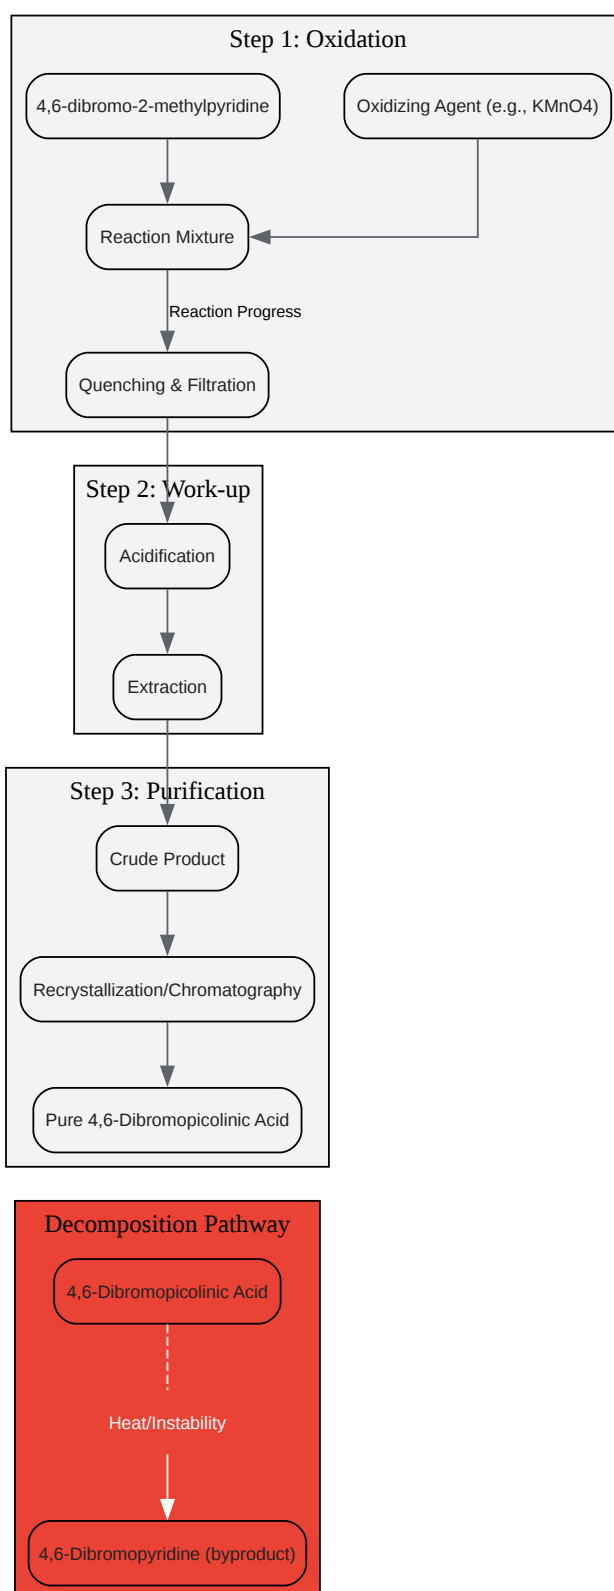 Step 1: Oxidation
4,6-dibromo-2-methylpyridine
Oxidizing Agent (e.g., KMnO4)
Reaction Mixture
Reaction Progress
Quenching & Filtration
Step 2: Work-up
Acidification
Extraction
Step 3: Purification
Crude Product
Recrystallization/Chromatography
Pure 4,6-Dibromopicolinic Acid
Decomposition Pathway
4,6-Dibromopicolinic Acid
Heat/Instability
4,6-Dibromopyridine (byproduct)